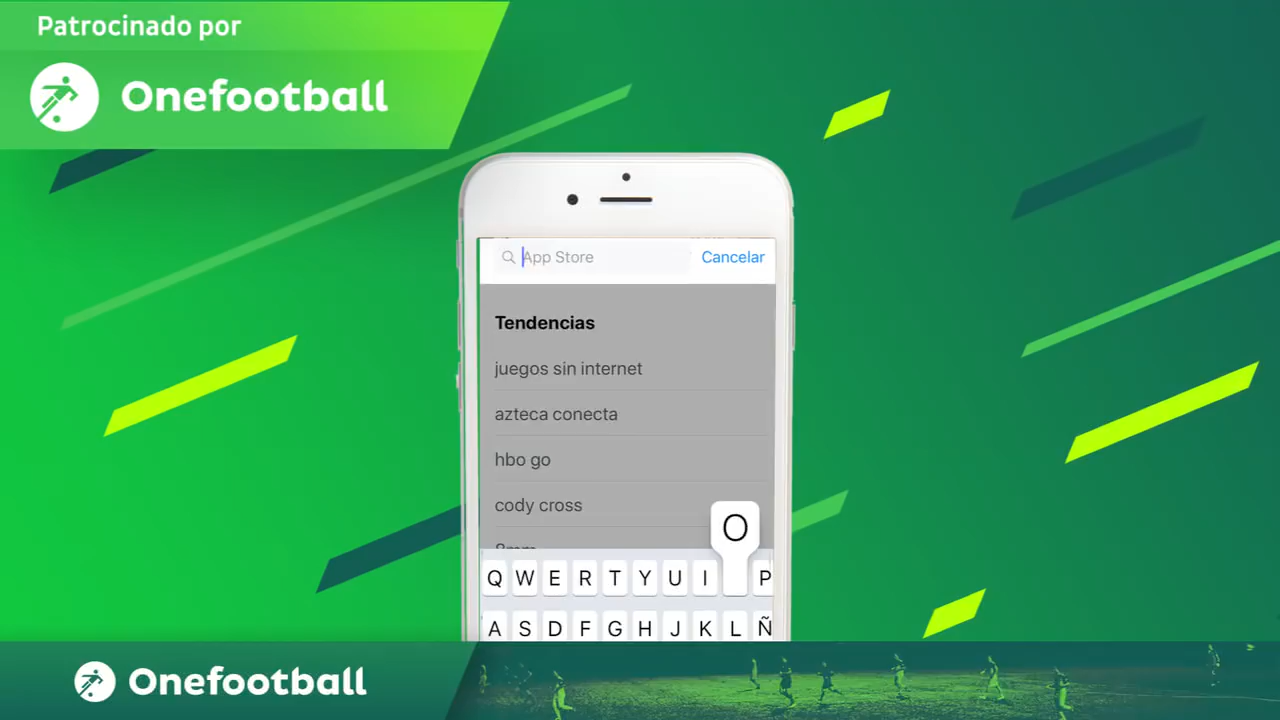 Patrocinado por
Onefootball
App Store
Cancelar
Tendencias
juegos sin internet
azteca conecta
hbo go
cody cross
O
Q W E R T Y U I P
A S D F G H J K L Ñ
Onefootball